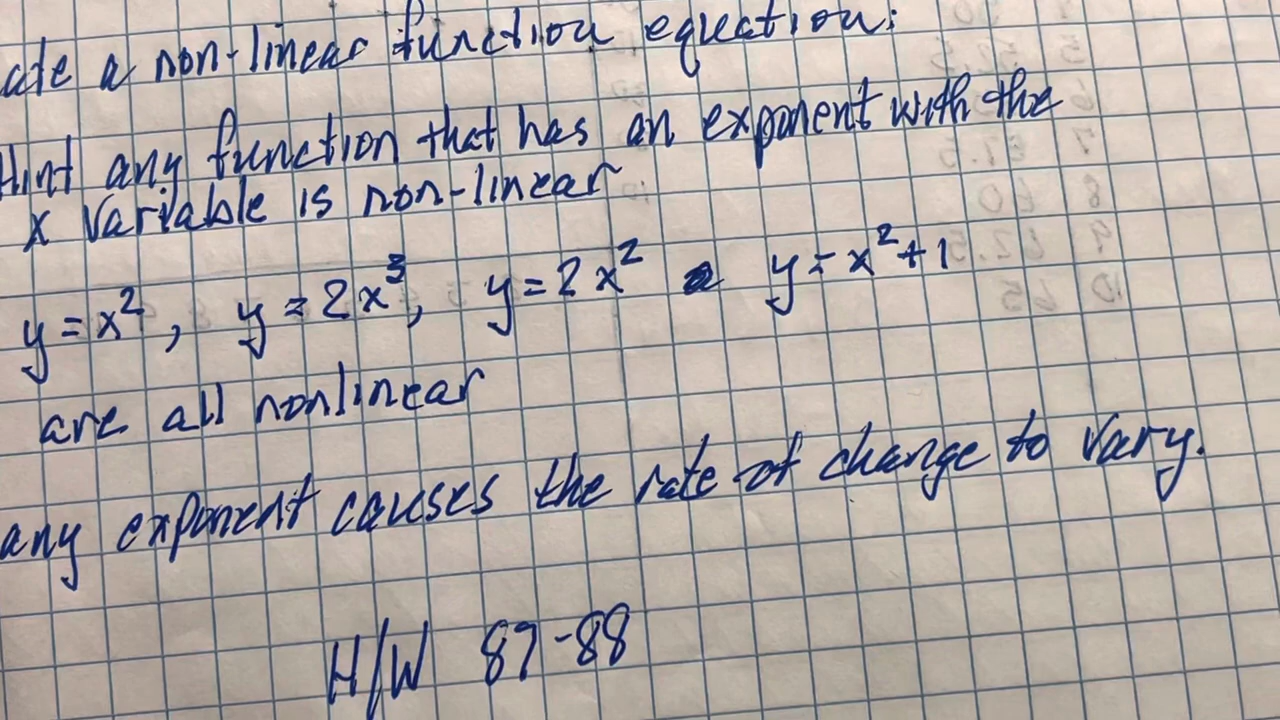 ate a non-linear function equation:
Hint any function that has an exponent with the
x variable is non-linear
y = x², y = 2x³, y = 2x² y = x² + 1
are all nonlinear
any exponent causes the rate of change to vary.
H/W 87-88